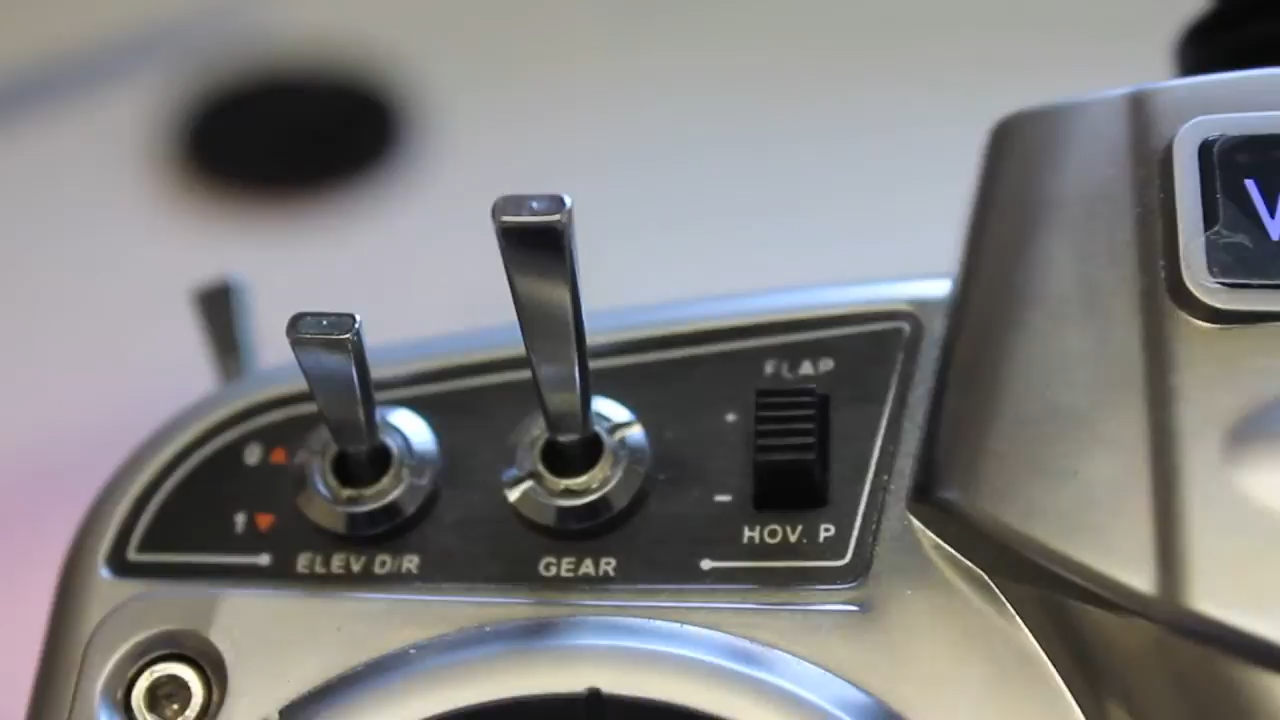 FLAP
+
0 ▲
-
1 ▼
HOV. P
ELEV D/R
GEAR